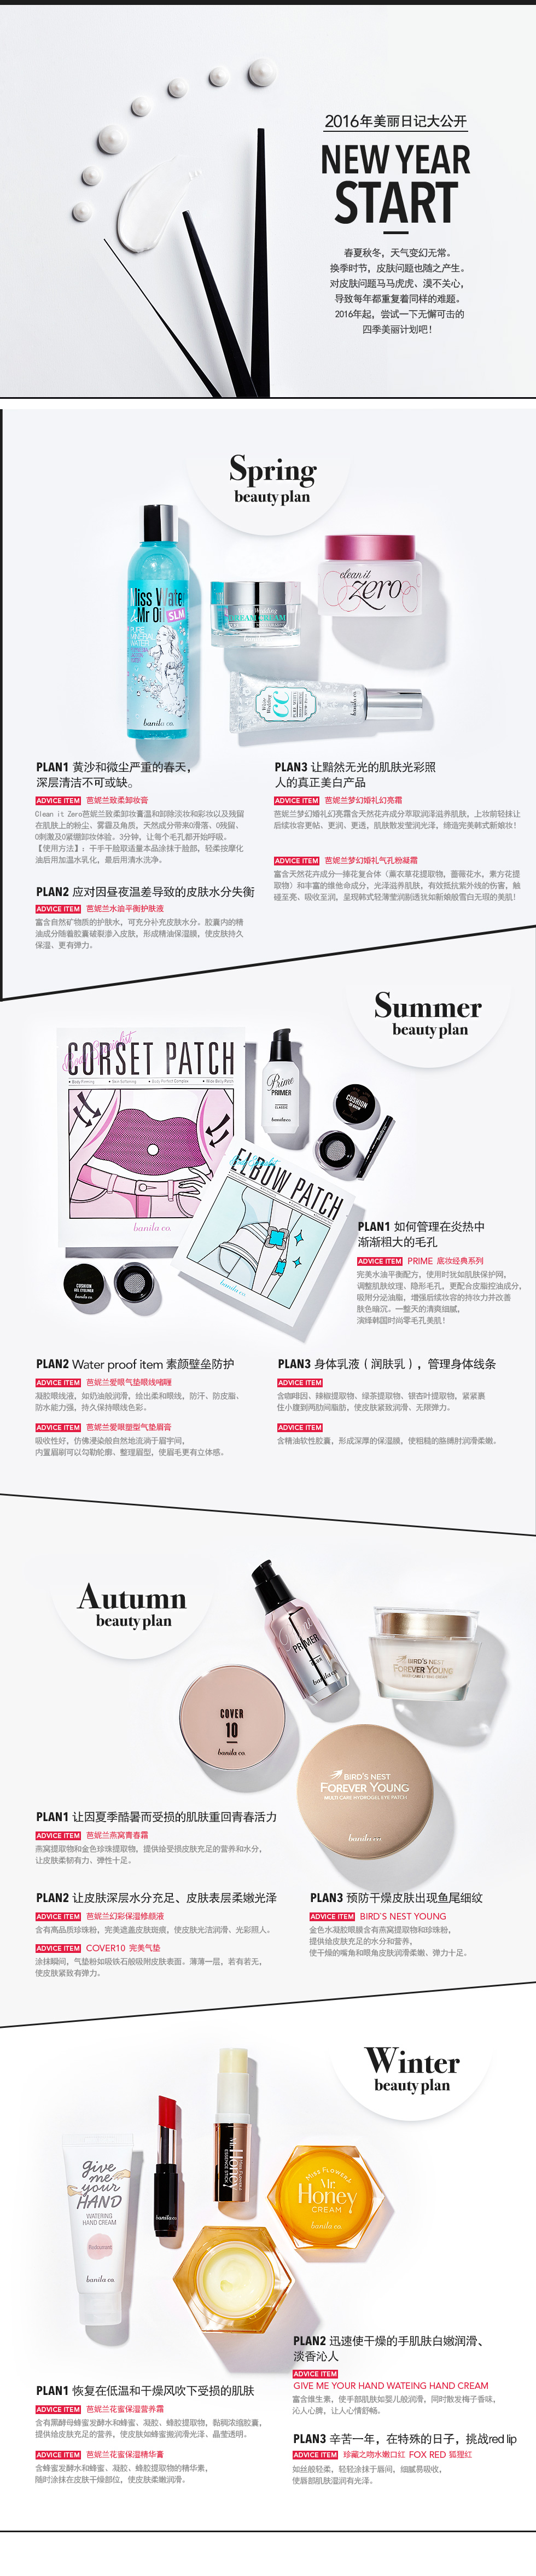 2016年美丽日记大公开
NEW YEAR
START
春夏秋冬，天气变幻无常。
换季时节，皮肤问题也随之产生。
对皮肤问题马马虎虎、漠不关心，
导致每年都重复着同样的难题。
2016年起，尝试一下无懈可击的
四季美丽计划吧！
Spring
beauty plan
Miss Water
& Mr Oil
SLM
PURE
MINERAL
WATER
banila co.
clean it
zero
White
Wedding
CC
banila co.
PLAN1 黄沙和微尘严重的春天，
深层清洁不可或缺。
ADVICE ITEM 芭妮兰致柔卸妆膏
Clean it Zero芭妮兰致柔卸妆膏温和卸除淡妆和彩妆以及残留
在肌肤上的粉尘、雾霾及角质，天然成分带来0滑落、0残留、
0刺激及0紧绷卸妆体验。3分钟，让每个毛孔都开始呼吸。
【使用方法】：干手干脸取适量本品涂抹于脸部，轻柔按摩化
油后用加温水乳化，最后用清水洗净。
PLAN2 应对因昼夜温差导致的皮肤水分失衡
ADVICE ITEM 芭妮兰水油平衡护肤液
富含自然矿物质的护肤水，可充分补充皮肤水分，胶囊内的精
油成分随着胶囊破裂渗入皮肤，形成精油保湿膜，使皮肤持久
保湿、更有弹力。
PLAN3 让黯然无光的肌肤光彩照
人的真正美白产品
ADVICE ITEM 芭妮兰梦幻婚礼幻亮霜
芭妮兰梦幻婚礼幻亮霜含天然花卉成分萃取润泽滋养肌肤，上妆前轻抹让
后续妆容更帖、更润、更透，肌肤散发莹润光泽，缔造完美韩式新娘妆！
ADVICE ITEM 芭妮兰梦幻婚礼气孔粉凝霜
富含天然花卉成分一捧花复合体（薰衣草花提取物，蔷薇花水，素方花提
取物）和丰富的维他命成分，光泽滋养肌肤，有效抵抗紫外线的伤害，触
碰至亮、吸收至润，呈现韩式轻薄莹润剔透犹如新娘般雪白无瑕的美肌！
Summer
beauty plan
Body Specialist
CORSET PATCH
banila co.
Prime
PRIMER
CLASSIC
banila co.
CUSHION
ELBOW PATCH
banila co.
CUSHION
GEL EYELINER
banila co.
PLAN1 如何管理在炎热中
渐渐粗大的毛孔
ADVICE ITEM PRIME 底妆经典系列
完美水油平衡配方，使用时犹如肌肤保护网，
调整肌肤纹理、隐形毛孔，更配合皮脂控油成分，
吸附分泌油脂，增强后续妆容的持妆力并改善
肤色暗沉。一整天的清爽细腻，
演绎韩国时尚零毛孔美肌！
PLAN2 Water proof item 素颜壁垒防护
ADVICE ITEM 芭妮兰爱眼气垫眼线啫喱
凝胶眼线液，如奶油般润滑，绘出柔和眼线，防汗、防皮脂、
防水能力强，持久保持眼线色彩。
ADVICE ITEM 芭妮兰爱眼塑型气垫眉膏
吸收性好，仿佛浸染般自然地流淌于眉宇间，
内置眉刷可以勾勒轮廓、整理眉型，使眉毛更有立体感。
PLAN3 身体乳液（润肤乳），管理身体线条
ADVICE ITEM
含咖啡因、辣椒提取物、绿茶提取物、银杏叶提取物，紧紧裹
住小腹到两肋间脂肪，使皮肤紧致润滑、无限弹力。
ADVICE ITEM
含精油软性胶囊，形成深厚的保湿膜，使粗糙的胳膊肘润滑柔嫩。
Autumn
beauty plan
PRIMER
banila co.
COVER
10
banila co.
BIRD'S NEST
FOREVER YOUNG
BIRD'S NEST
FOREVER YOUNG
MULTI CARE HYDROGEL EYE PATCH
banila co.
PLAN1 让因夏季酷暑而受损的肌肤重回青春活力
ADVICE ITEM 芭妮兰燕窝青春霜
燕窝提取物和金色珍珠提取物，提供给受损皮肤充足的营养和水分，
让皮肤柔韧有力、弹性十足。
PLAN2 让皮肤深层水分充足、皮肤表层柔嫩光泽
ADVICE ITEM 芭妮兰幻彩保湿修颜液
含有高品质珍珠粉，完美遮盖皮肤斑痕，使皮肤光洁润滑、光彩照人。
ADVICE ITEM COVER10 完美气垫
涂抹瞬间，气垫粉如吸铁石般吸附皮肤表面。薄薄一层，若有若无，
使皮肤紧致有弹力。
PLAN3 预防干燥皮肤出现鱼尾细纹
ADVICE ITEM BIRD'S NEST YOUNG
金色水凝胶眼膜含有燕窝提取物和珍珠粉，
提供给皮肤充足的水分和营养，
使干燥的嘴角和眼角皮肤润滑柔嫩、弹力十足。
Winter
beauty plan
give
me
your
HAND
WATERING
HAND CREAM
banila co.
Mr.
Honey
MISS FLOWER &
Mr.
Honey
CREAM
banila co.
PLAN2 迅速使干燥的手肌肤白嫩润滑、
淡香沁人
ADVICE ITEM
GIVE ME YOUR HAND WATEING HAND CREAM
富含维生素，使手部肌肤如婴儿般润滑，同时散发梅子香味，
沁人心脾，让人心情舒畅。
PLAN1 恢复在低温和干燥风吹下受损的肌肤
ADVICE ITEM 芭妮兰花蜜保湿营养霜
含有黑酵母蜂蜜发酵水和蜂蜜、凝胶、蜂胶提取物，黏稠浓缩胶囊，
提供给皮肤充足的营养，使皮肤如蜂蜜搬润滑光泽、晶莹透明。
ADVICE ITEM 芭妮兰花蜜保湿精华膏
含蜂蜜发酵水和蜂蜜、凝胶、蜂胶提取物的精华素，
随时涂抹在皮肤干燥部位，使皮肤柔嫩润滑。
PLAN3 辛苦一年，在特殊的日子，挑战red lip
ADVICE ITEM 珍藏之吻水嫩口红 FOX RED 狐狸红
如丝般轻柔，轻轻涂抹于唇间，细腻易吸收，
使唇部肌肤湿润有光泽。